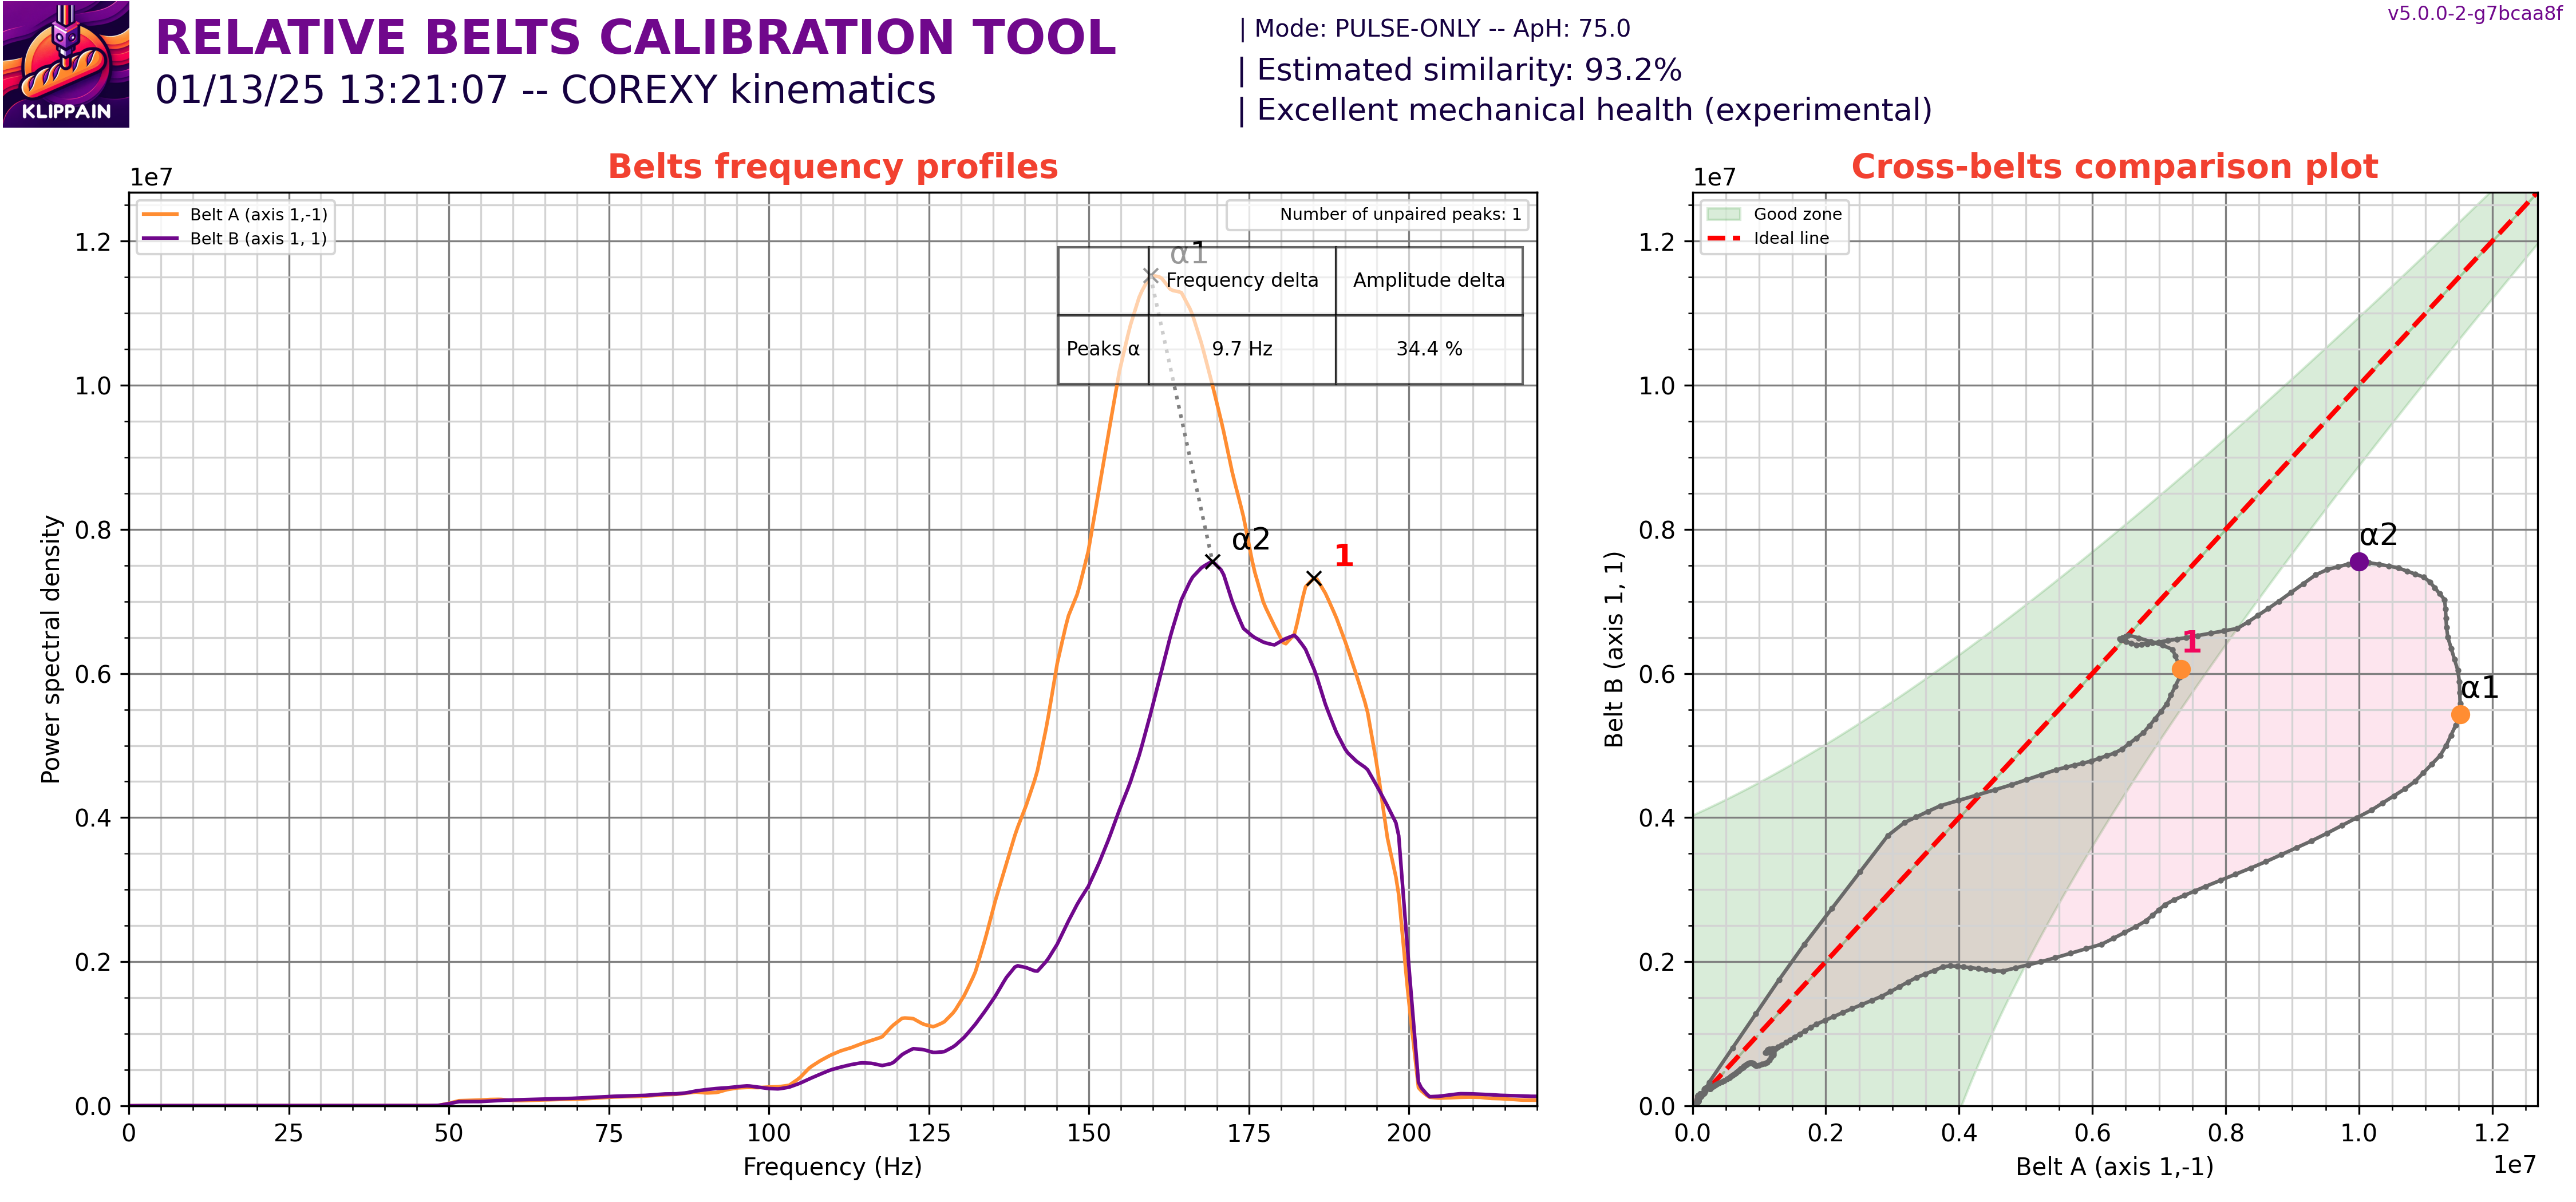 KLIPPAIN
RELATIVE BELTS CALIBRATION TOOL
01/13/25 13:21:07 -- COREXY kinematics
| Mode: PULSE-ONLY -- ApH: 75.0
| Estimated similarity: 93.2%
| Excellent mechanical health (experimental)
v5.0.0-2-g7bcaa8f
Belts frequency profiles
1e7
Belt A (axis 1,-1)
Belt B (axis 1, 1)
Number of unpaired peaks: 1
Frequency delta
Amplitude delta
Peaks α
9.7 Hz
34.4 %
α1
α2
1
Power spectral density
1.2
1.0
0.8
0.6
0.4
0.2
0.0
0
25
50
75
100
125
150
175
200
Frequency (Hz)
Cross-belts comparison plot
1e7
Good zone
Ideal line
α2
1
α1
Belt B (axis 1, 1)
1.2
1.0
0.8
0.6
0.4
0.2
0.0
0.0
0.2
0.4
0.6
0.8
1.0
1.2
1e7
Belt A (axis 1,-1)